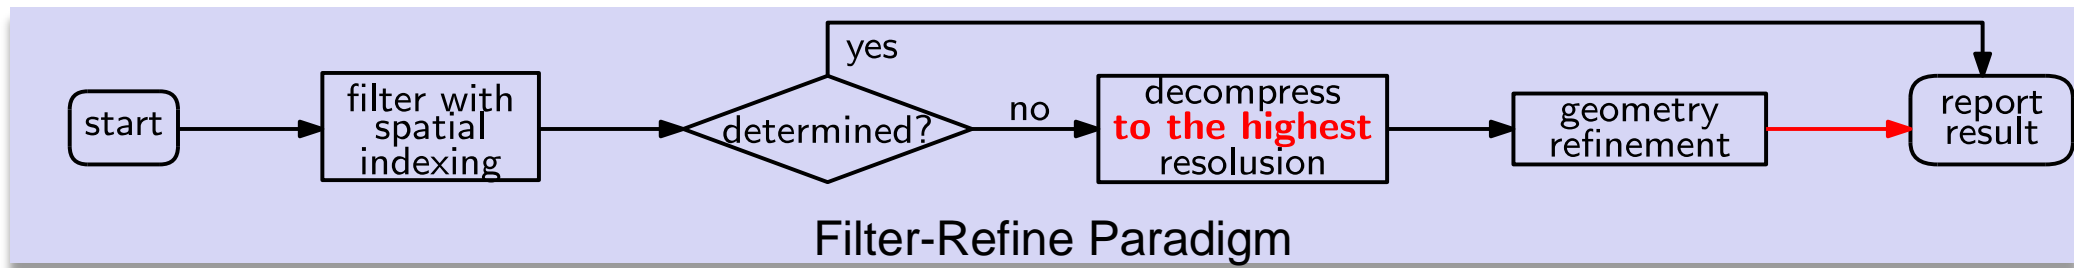 start
filter with
spatial
indexing
determined?
yes
no
decompress
to the highest
resolusion
geometry
refinement
report
result
Filter-Refine Paradigm